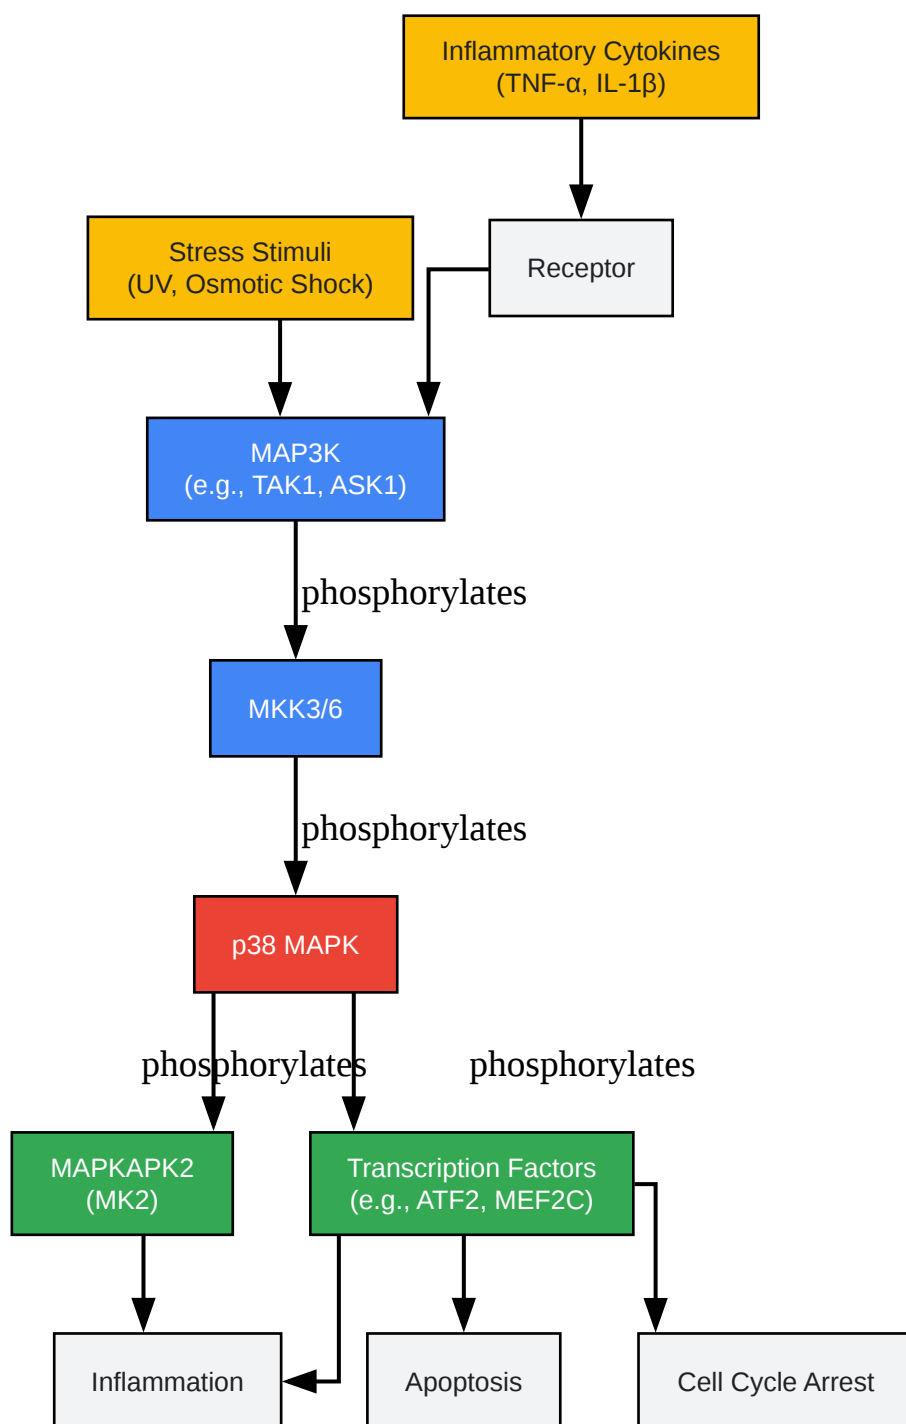 Inflammatory Cytokines
(TNF-α, IL-1β)
Stress Stimuli
(UV, Osmotic Shock)
Receptor
MAP3K
(e.g., TAK1, ASK1)
phosphorylates
MKK3/6
phosphorylates
p38 MAPK
phosphorylates
phosphorylates
MAPKAPK2
(MK2)
Transcription Factors
(e.g., ATF2, MEF2C)
Inflammation
Apoptosis
Cell Cycle Arrest